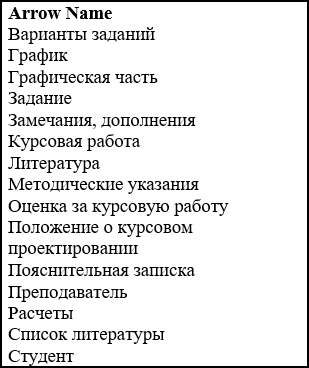 Arrow Name
Варианты заданий
График
Графическая часть
Задание
Замечания, дополнения
Курсовая работа
Литература
Методические указания
Оценка за курсовую работу
Положение о курсовом
проектировании
Пояснительная записка
Преподаватель
Расчеты
Список литературы
Студент